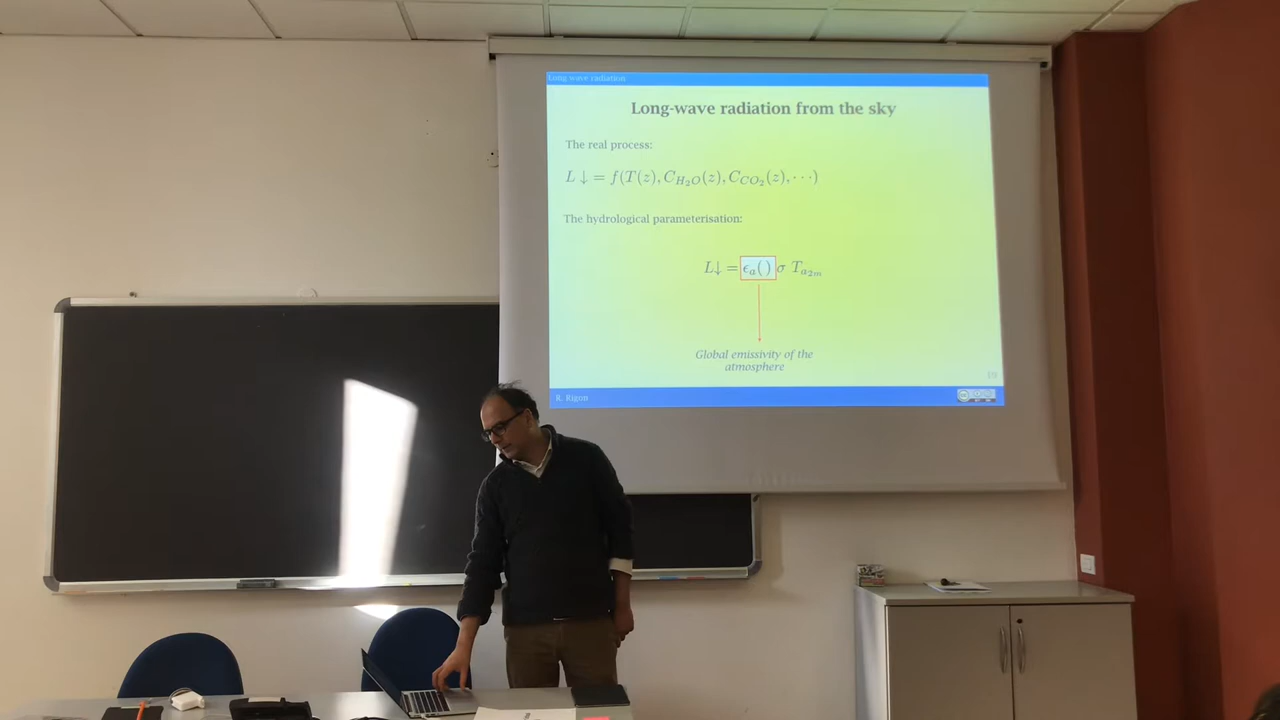 Long wave radiation
Long-wave radiation from the sky
The real process:
L ↓ = f(T(z), C_{H_2O}(z), C_{CO_2}(z), · · · )
The hydrological parameterisation:
L↓ = ϵ_a( ) σ T_{a_{2m}}
Global emissivity of the
atmosphere
R. Rigon